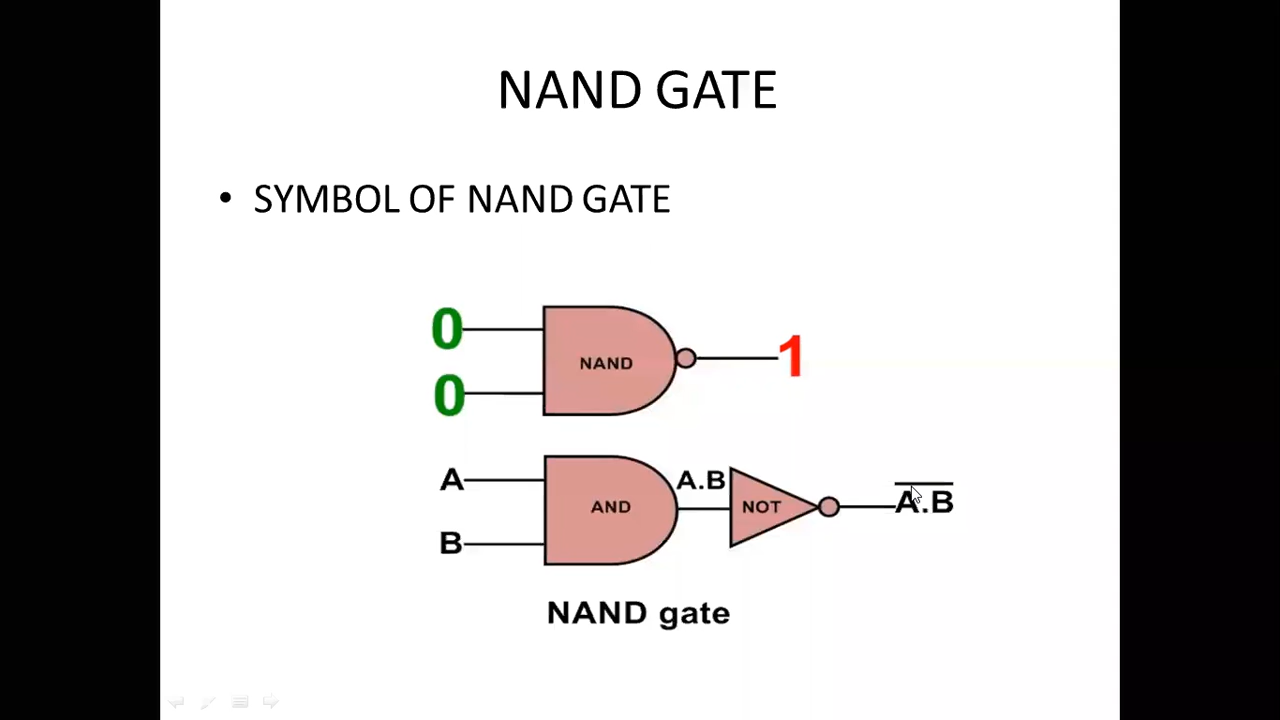 NAND GATE
• SYMBOL OF NAND GATE
0
NAND
1
0
A
A.B
AND
NOT
A̅.̅B̅
B
NAND gate